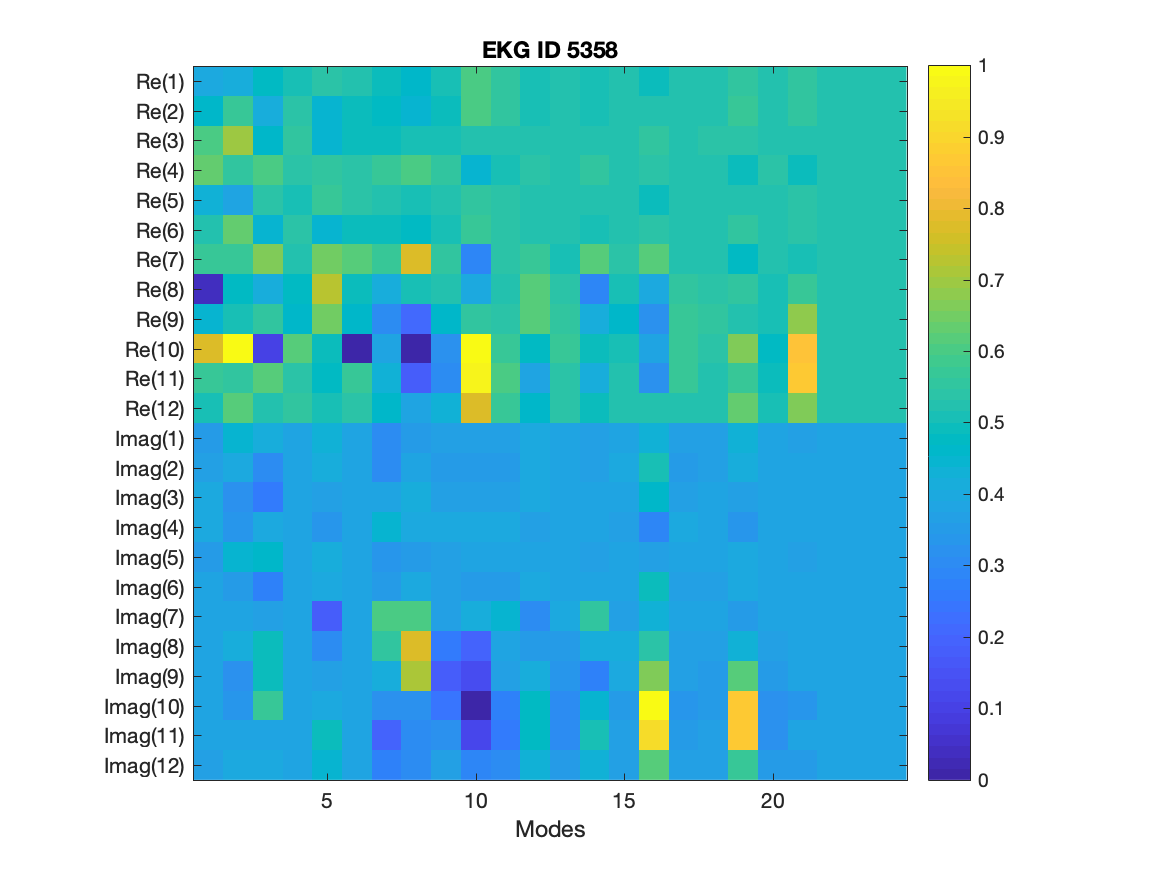 EKG ID 5358
Re(1)
Re(2)
Re(3)
Re(4)
Re(5)
Re(6)
Re(7)
Re(8)
Re(9)
Re(10)
Re(11)
Re(12)
Imag(1)
Imag(2)
Imag(3)
Imag(4)
Imag(5)
Imag(6)
Imag(7)
Imag(8)
Imag(9)
Imag(10)
Imag(11)
Imag(12)
5 10 15 20
Modes
1
0.9
0.8
0.7
0.6
0.5
0.4
0.3
0.2
0.1
0